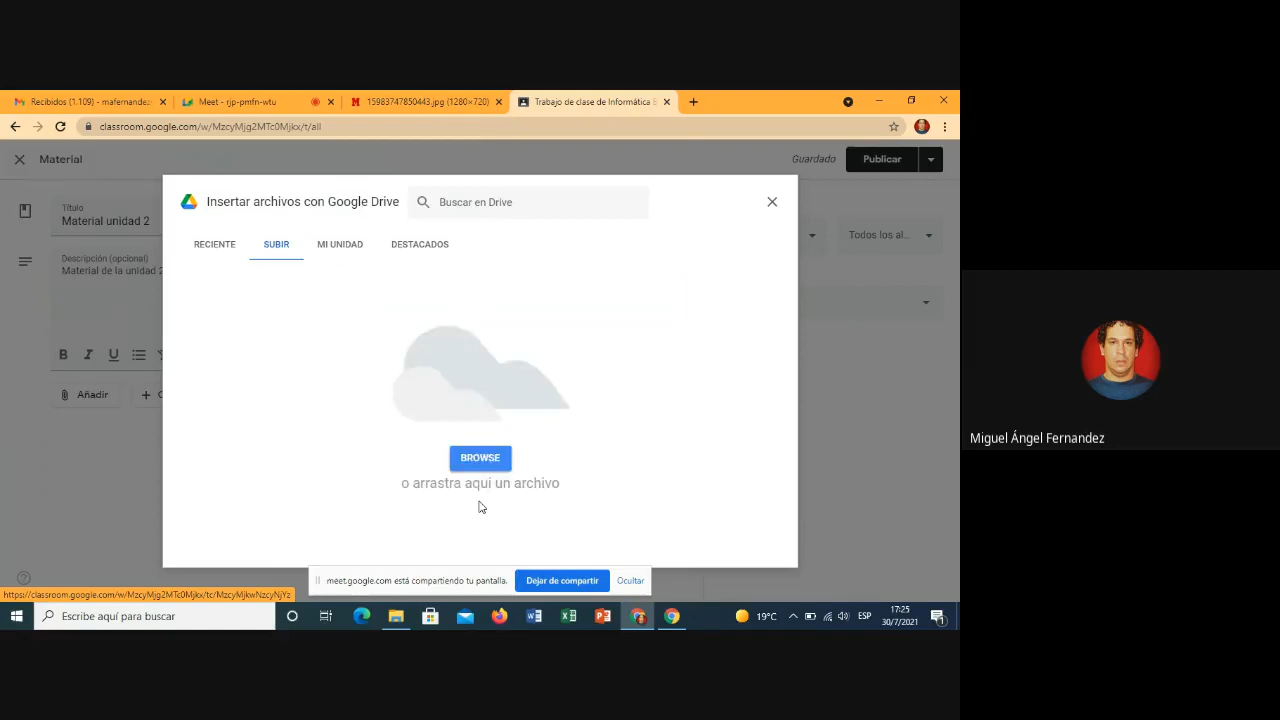 Recibidos (1.109) - mafernandez
Meet - rjp-pmfn-wtu
15983747850443.jpg (1280×720)
Trabajo de clase de Informática
classroom.google.com/w/MzcyMjg2MTc0Mjkx/t/all
Material
Guardado
Publicar
Título
Material unidad 2
Descripción (opcional)
Material de la unidad 2
Insertar archivos con Google Drive
Buscar en Drive
RECIENTE
SUBIR
MI UNIDAD
DESTACADOS
Todos los al...
B I U
Añadir
BROWSE
o arrastra aquí un archivo
Miguel Ángel Fernandez
meet.google.com está compartiendo tu pantalla.
Dejar de compartir
Ocultar
https://classroom.google.com/w/MzcyMjg2MTc0Mjkx/tc/MzcyMjkwNzcyNjYz
Escribe aquí para buscar
19°C
ESP
17:25
30/7/2021